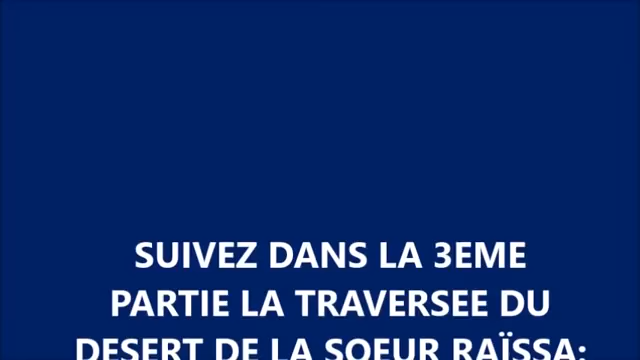 SUIVEZ DANS LA 3EME
PARTIE LA TRAVERSEE DU
DESERT DE LA SOEUR RAÏSSA: